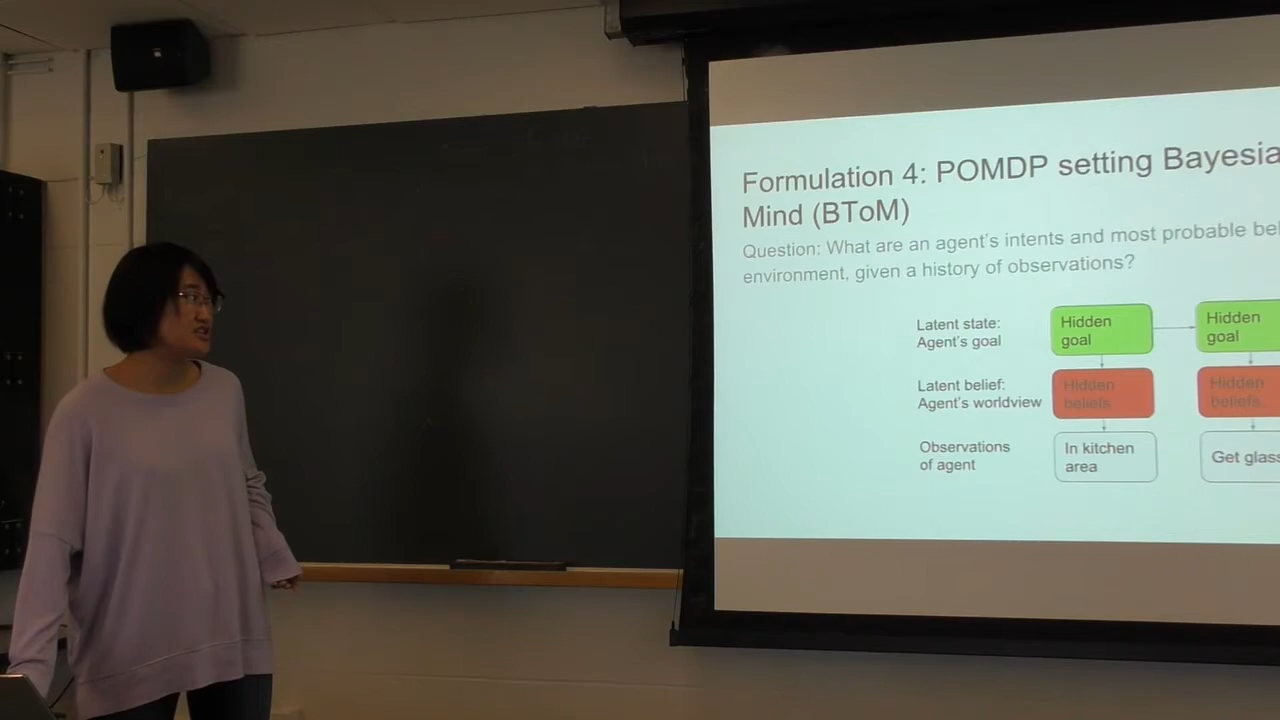 Formulation 4: POMDP setting Bayesia
Mind (BToM)
Question: What are an agent's intents and most probable bel
environment, given a history of observations?
Latent state:
Agent's goal
Hidden
goal
Hidden
goal
Latent belief:
Agent's worldview
Hidden
beliefs
Hidden
beliefs
Observations
of agent
In kitchen
area
Get glass